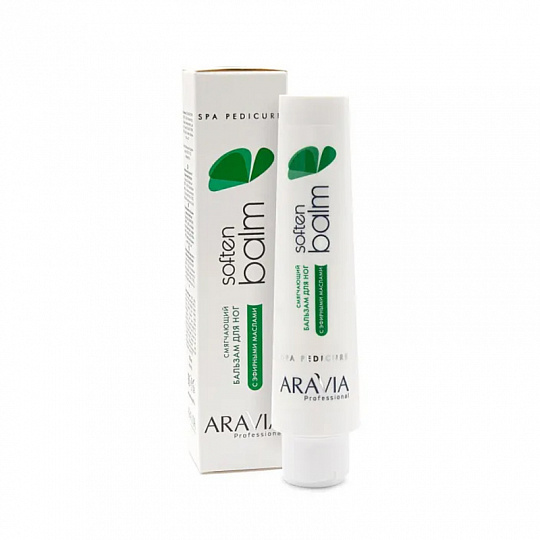 SPA PEDICURE
soften
balm
СМЯГЧАЮЩИЙ
БАЛЬЗАМ ДЛЯ НОГ
С ЭФИРНЫМИ МАСЛАМИ
ARAVIA
Professional
soften
balm
СМЯГЧАЮЩИЙ
БАЛЬЗАМ ДЛЯ НОГ
С ЭФИРНЫМИ МАСЛАМИ
SPA PEDICURE
ARAVIA
Professional